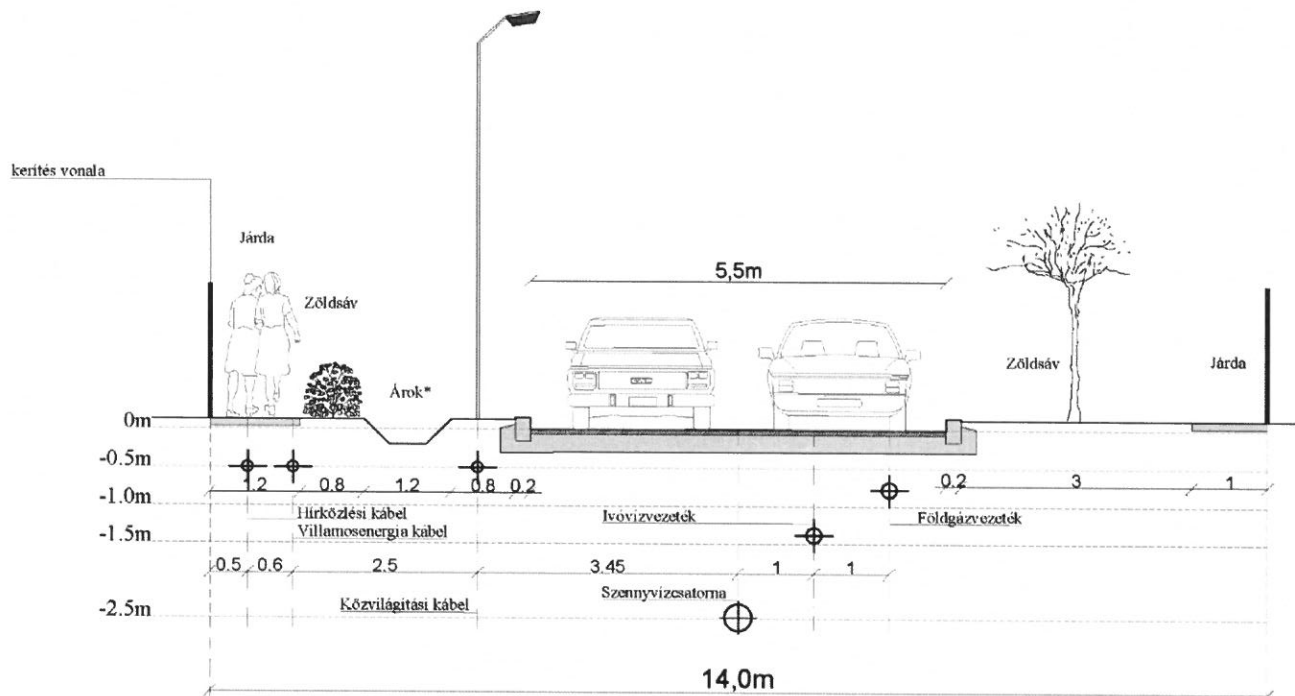 kerítés vonala
Járda
Zöldsáv
Árok*
5,5m
Zöldsáv
Járda
0m
-0.5m
1.2
0.8
1.2
0.8
0.2
0.2
3
1
-1.0m
Hírközlési kábel
Ivóvízvezeték
Földgázvezeték
Villamosenergia kábel
-1.5m
0.5
0.6
2.5
3.45
1
1
Szennyvízcsatorna
Közvilágítási kábel
-2.5m
14,0m